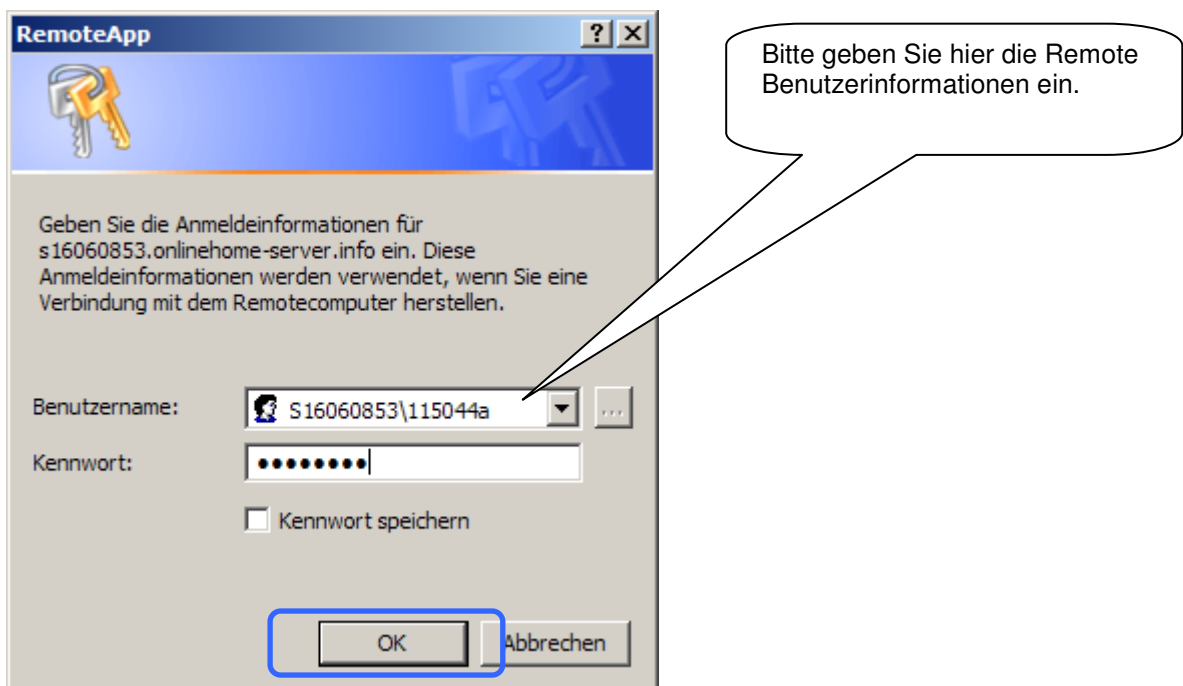 RemoteApp
Bitte geben Sie hier die Remote
Benutzerinformationen ein.
Geben Sie die Anmeldeinformationen für
s16060853.onlinehome-server.info ein. Diese
Anmeldeinformationen werden verwendet, wenn Sie eine
Verbindung mit dem Remotecomputer herstellen.
Benutzername: S16060853\115044a ...
Kennwort: ●●●●●●●●
Kennwort speichern
OK Abbrechen